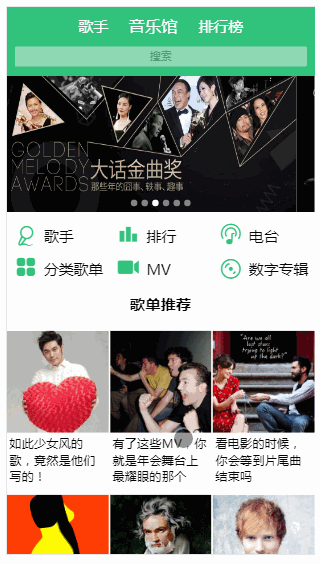 歌手 音乐馆 排行榜
搜索
GOLDEN
MELODY
AWARDS
大话金曲奖
那些年的囧事、轶事、趣事
歌手 排行 电台
分类歌单 MV 数字专辑
歌单推荐
"Are we all
lost stars
trying to light
up the dark?"
如此少女风的
歌，竟然是他们
写的！
有了这些MV，你
就是年会舞台上
最耀眼的那个
看电影的时候，
你会等到片尾曲
结束吗